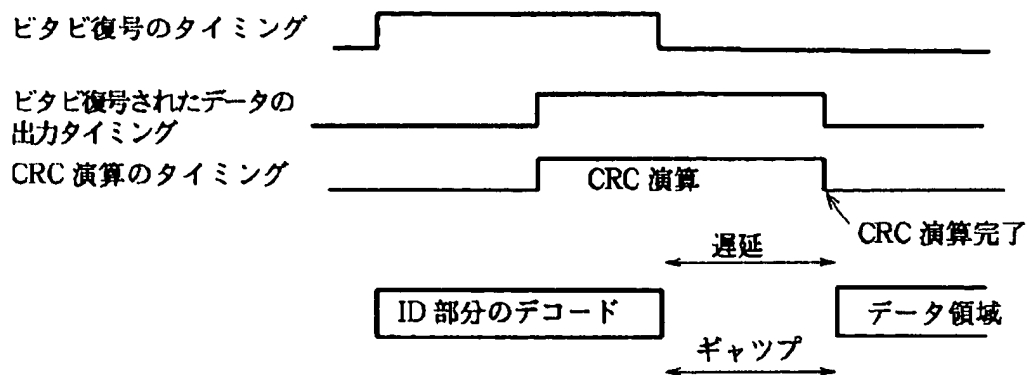 ビタビ復号のタイミング
ビタビ復号されたデータの
出力タイミング
CRC 演算のタイミング
CRC 演算
CRC 演算完了
遅延
ID 部分のデコード
データ領域
ギャツプ